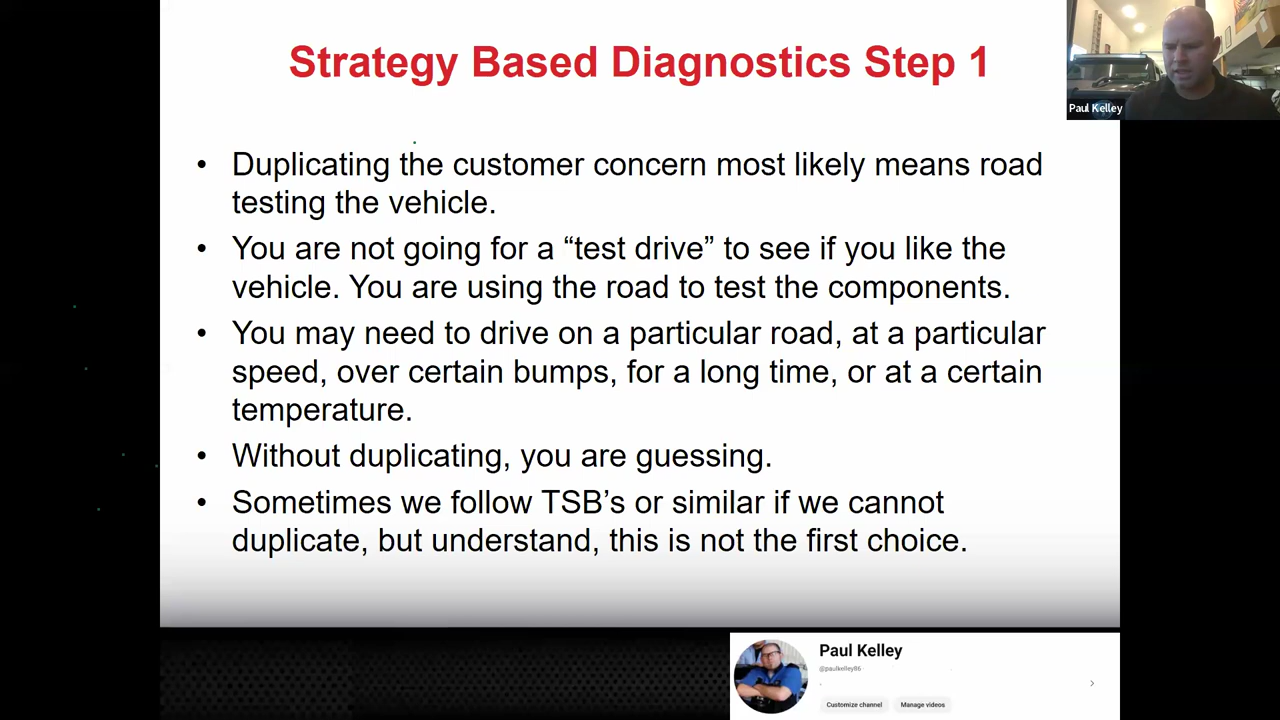 Strategy Based Diagnostics Step 1
Paul Kelley
• Duplicating the customer concern most likely means road
testing the vehicle.
• You are not going for a “test drive” to see if you like the
vehicle. You are using the road to test the components.
• You may need to drive on a particular road, at a particular
speed, over certain bumps, for a long time, or at a certain
temperature.
• Without duplicating, you are guessing.
• Sometimes we follow TSB’s or similar if we cannot
duplicate, but understand, this is not the first choice.
Paul Kelley
@paulkelley86
Customize channel
Manage videos